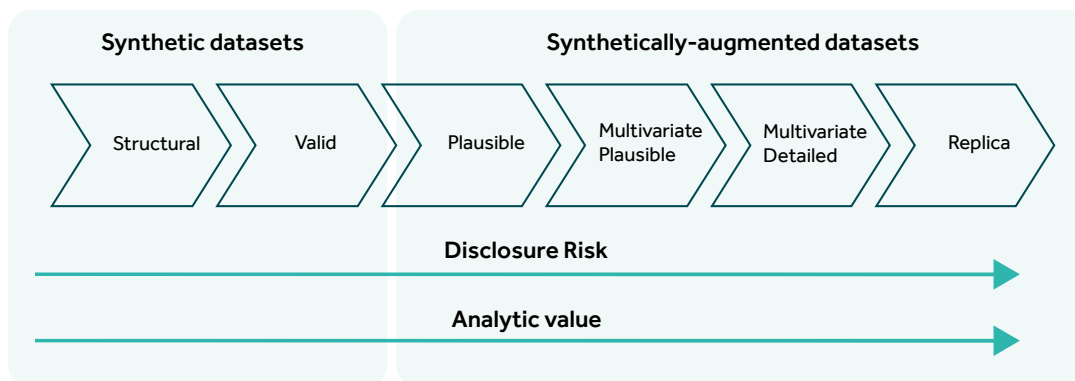 Synthetic datasets
Synthetically-augmented datasets
Structural
Valid
Plausible
Multivariate
Plausible
Multivariate
Detailed
Replica
Disclosure Risk
Analytic value